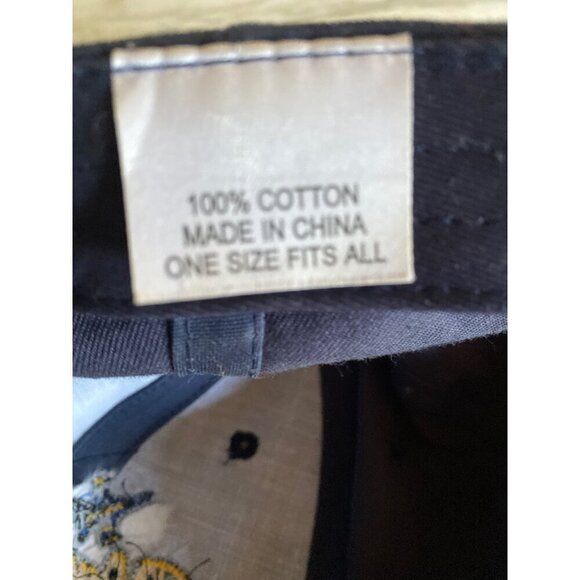 100% COTTON
MADE IN CHINA
ONE SIZE FITS ALL